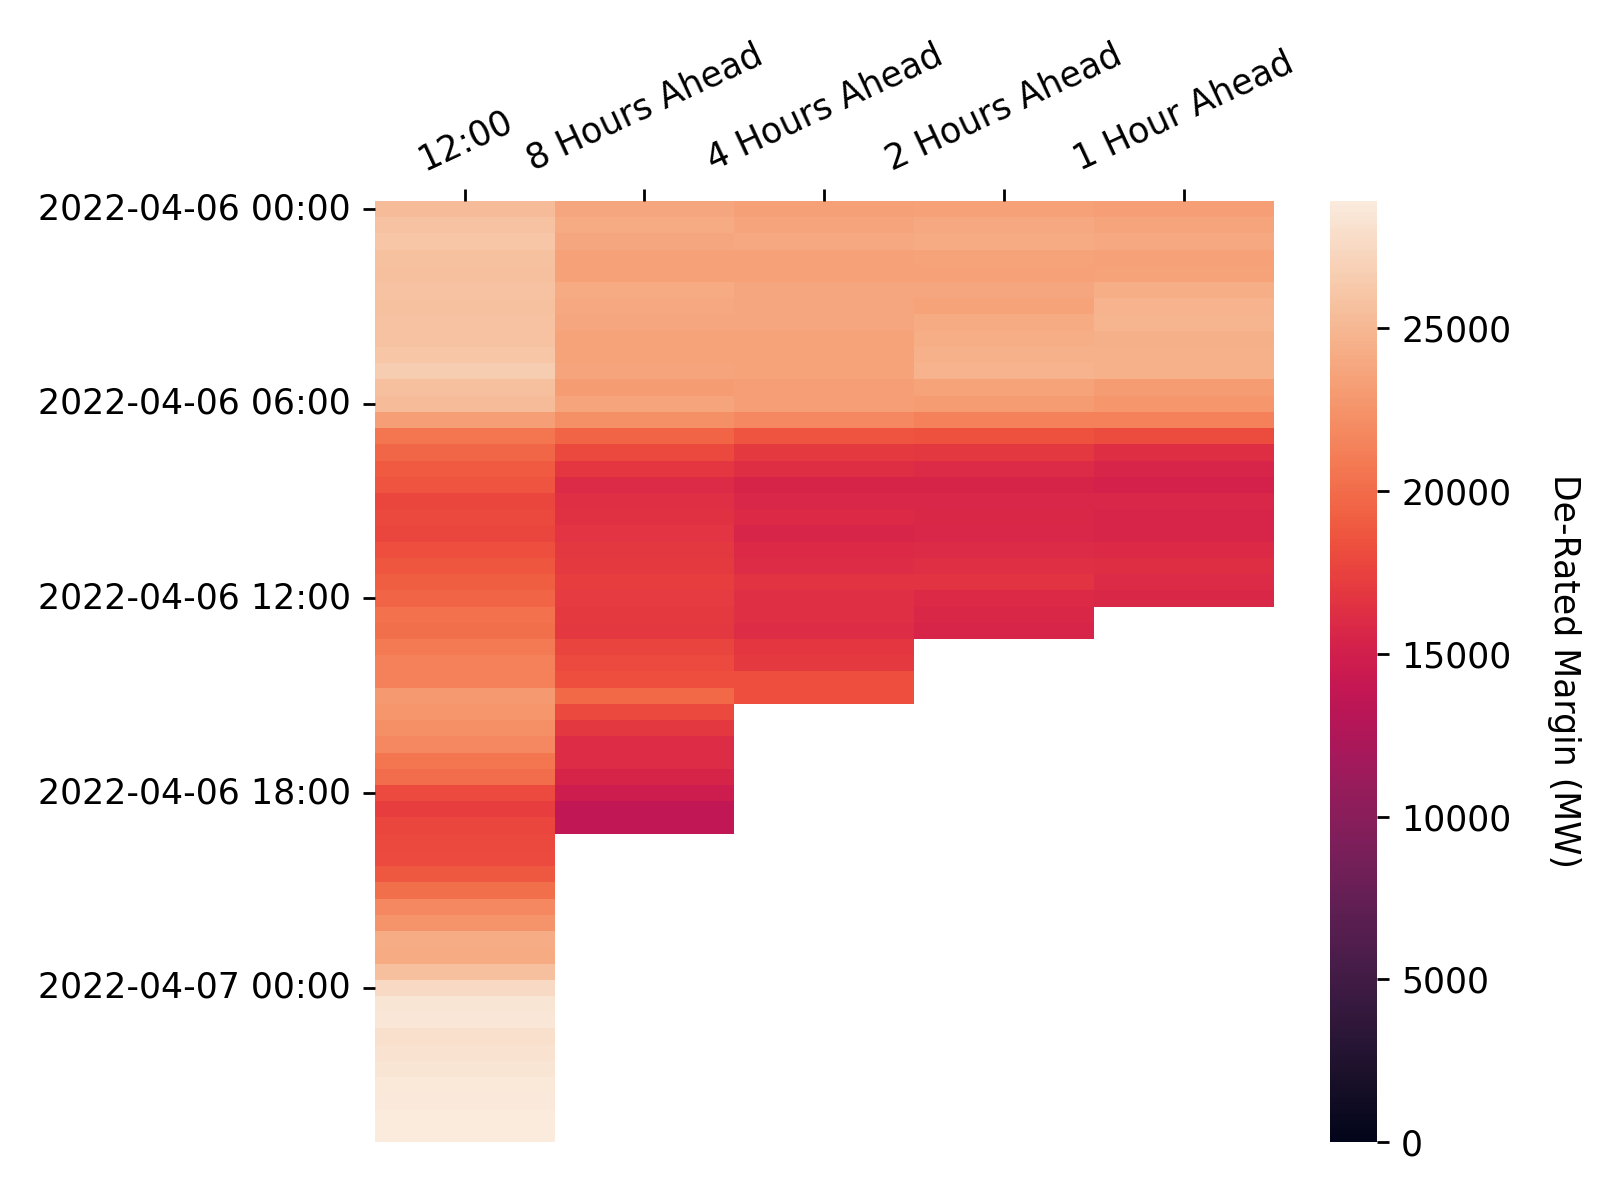 12:00
8 Hours Ahead
4 Hours Ahead
2 Hours Ahead
1 Hour Ahead
2022-04-06 00:00
2022-04-06 06:00
2022-04-06 12:00
2022-04-06 18:00
2022-04-07 00:00
25000
20000
15000
10000
5000
0
De-Rated Margin (MW)